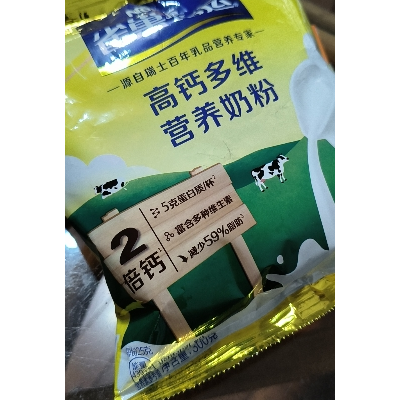 源自瑞士百年乳品营养专家
高钙多维
营养奶粉
2
倍钙
5克蛋白质/杯
富含多种维生素
减少59%脂肪